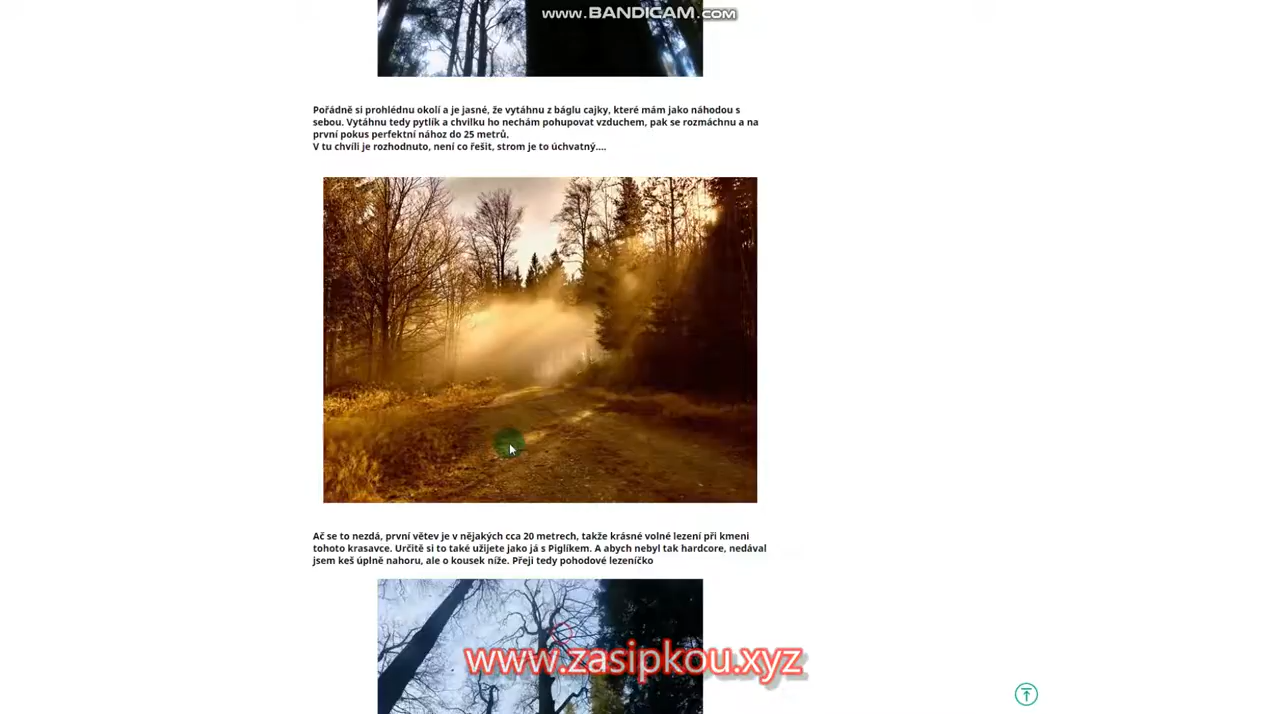 www.BANDICAM.com
Pořádně si prohlédnu okolí a je jasné, že vytáhnu z báglu cajky, které mám jako náhodou s
sebou. Vytáhnu tedy pytlík a chvilku ho nechám pohupovat vzduchem, pak se rozmáchnu a na
první pokus perfektní nához do 25 metrů.
V tu chvíli je rozhodnuto, není co řešit, strom je to úchvatný....
Ač se to nezdá, první větev je v nějakých cca 20 metrech, takže krásné volné lezení při kmeni
tohoto krasavce. Určitě si to také užijete jako já s Piglíkem. A abych nebyl tak hardcore, nedával
jsem keš úplně nahoru, ale o kousek níže. Přeji tedy pohodové lezeníčko
www.zasipkou.xyz